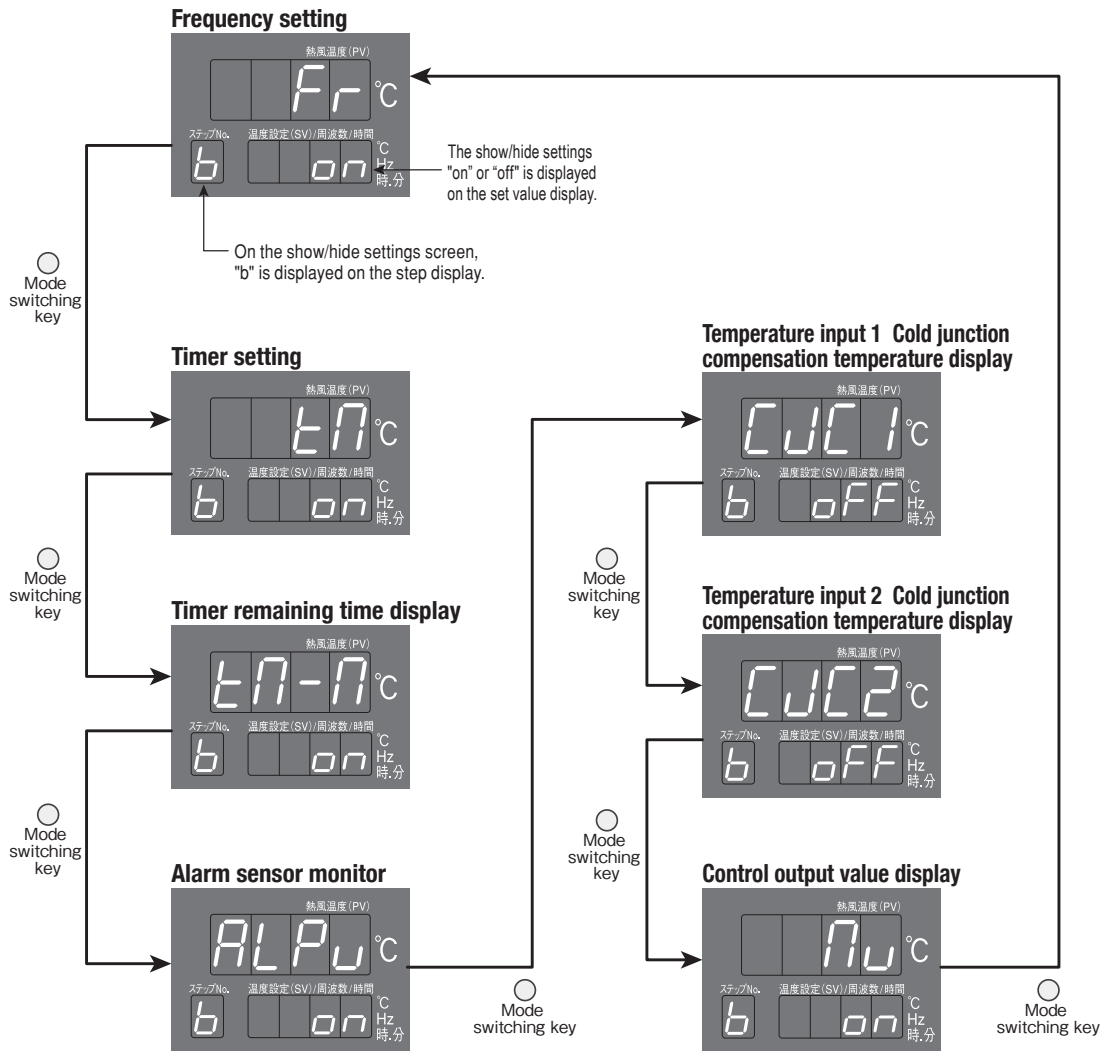 Frequency setting
熱風温度(PV)
Fr
℃
ステップNo.
温度設定(SV)/周波数/時間
b
on
℃
Hz
時.分
The show/hide settings
"on" or “off" is displayed
on the set value display.
On the show/hide settings screen,
"b" is displayed on the step display.
Mode
switching
key
Timer setting
熱風温度(PV)
tM
℃
ステップNo.
温度設定(SV)/周波数/時間
b
on
℃
Hz
時.分
Mode
switching
key
Timer remaining time display
熱風温度(PV)
tM-M
℃
ステップNo.
温度設定(SV)/周波数/時間
b
on
℃
Hz
時.分
Mode
switching
key
Alarm sensor monitor
熱風温度(PV)
ALPu
℃
ステップNo.
温度設定(SV)/周波数/時間
b
on
℃
Hz
時.分
Mode
switching key
Temperature input 1 Cold junction
compensation temperature display
熱風温度(PV)
CJC1
℃
ステップNo.
温度設定(SV)/周波数/時間
b
oFF
℃
Hz
時.分
Mode
switching
key
Temperature input 2 Cold junction
compensation temperature display
熱風温度(PV)
CJC2
℃
ステップNo.
温度設定(SV)/周波数/時間
b
oFF
℃
Hz
時.分
Mode
switching
key
Control output value display
熱風温度(PV)
Mu
℃
ステップNo.
温度設定(SV)/周波数/時間
b
on
℃
Hz
時.分
Mode
switching key